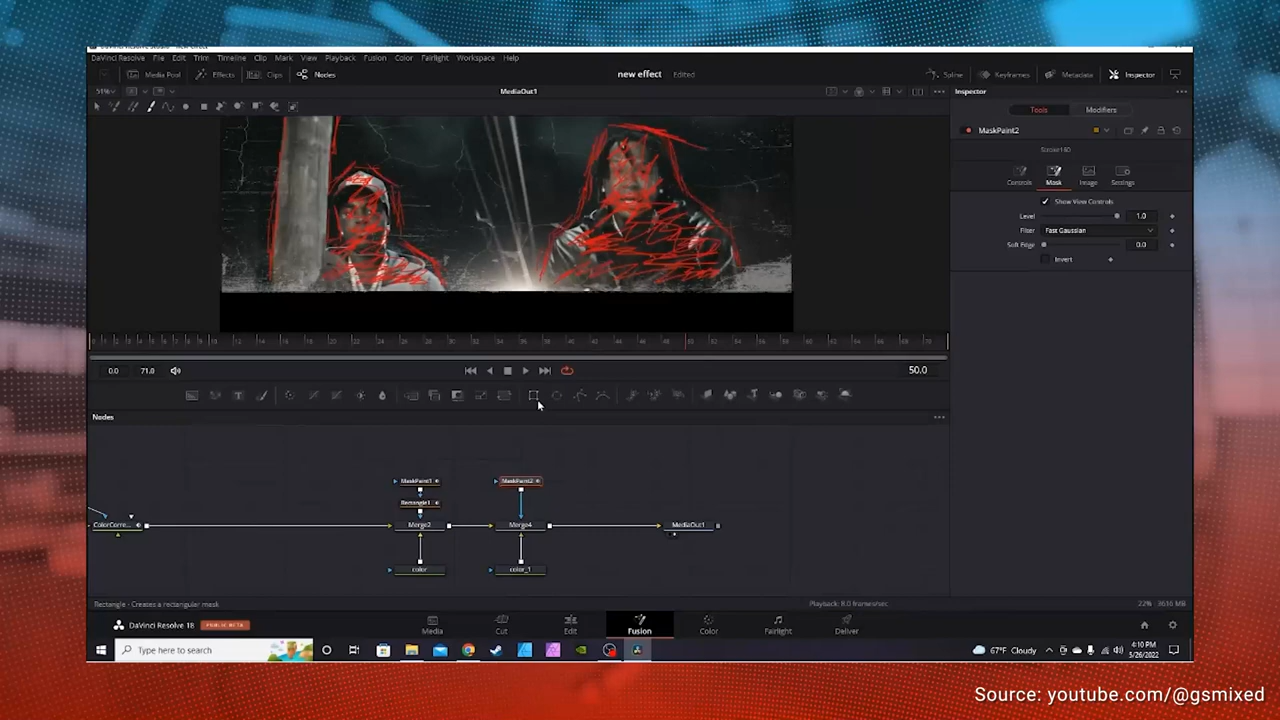 DaVinci Resolve File Edit Trim Timeline Clip Mark View Playback Fusion Color Fairlight Workspace Help
Media Pool Effects Clips Nodes new effect Edited Spline Keyframes Metadata Inspector
51% MediaOut1 Inspector
Tools Modifiers
MaskPaint2
Stroke160
Controls Mask Image Settings
Show View Controls
Level 1.0
Filter Fast Gaussian
Soft Edge 0.0
Invert
0.0 71.0 50.0
Nodes
MaskPaint1 MaskPaint2
Rectangle1
ColorCorre... Merge2 Merge4 MediaOut1
color color_1
Rectangle - Creates a rectangular mask Playback: 8.0 frames/sec 22% - 3616 MB
DaVinci Resolve 18 PUBLIC BETA Media Cut Edit Fusion Color Fairlight Deliver
Type here to search 67°F Cloudy 4:10 PM
5/26/2022
Source: youtube.com/@gsmixed